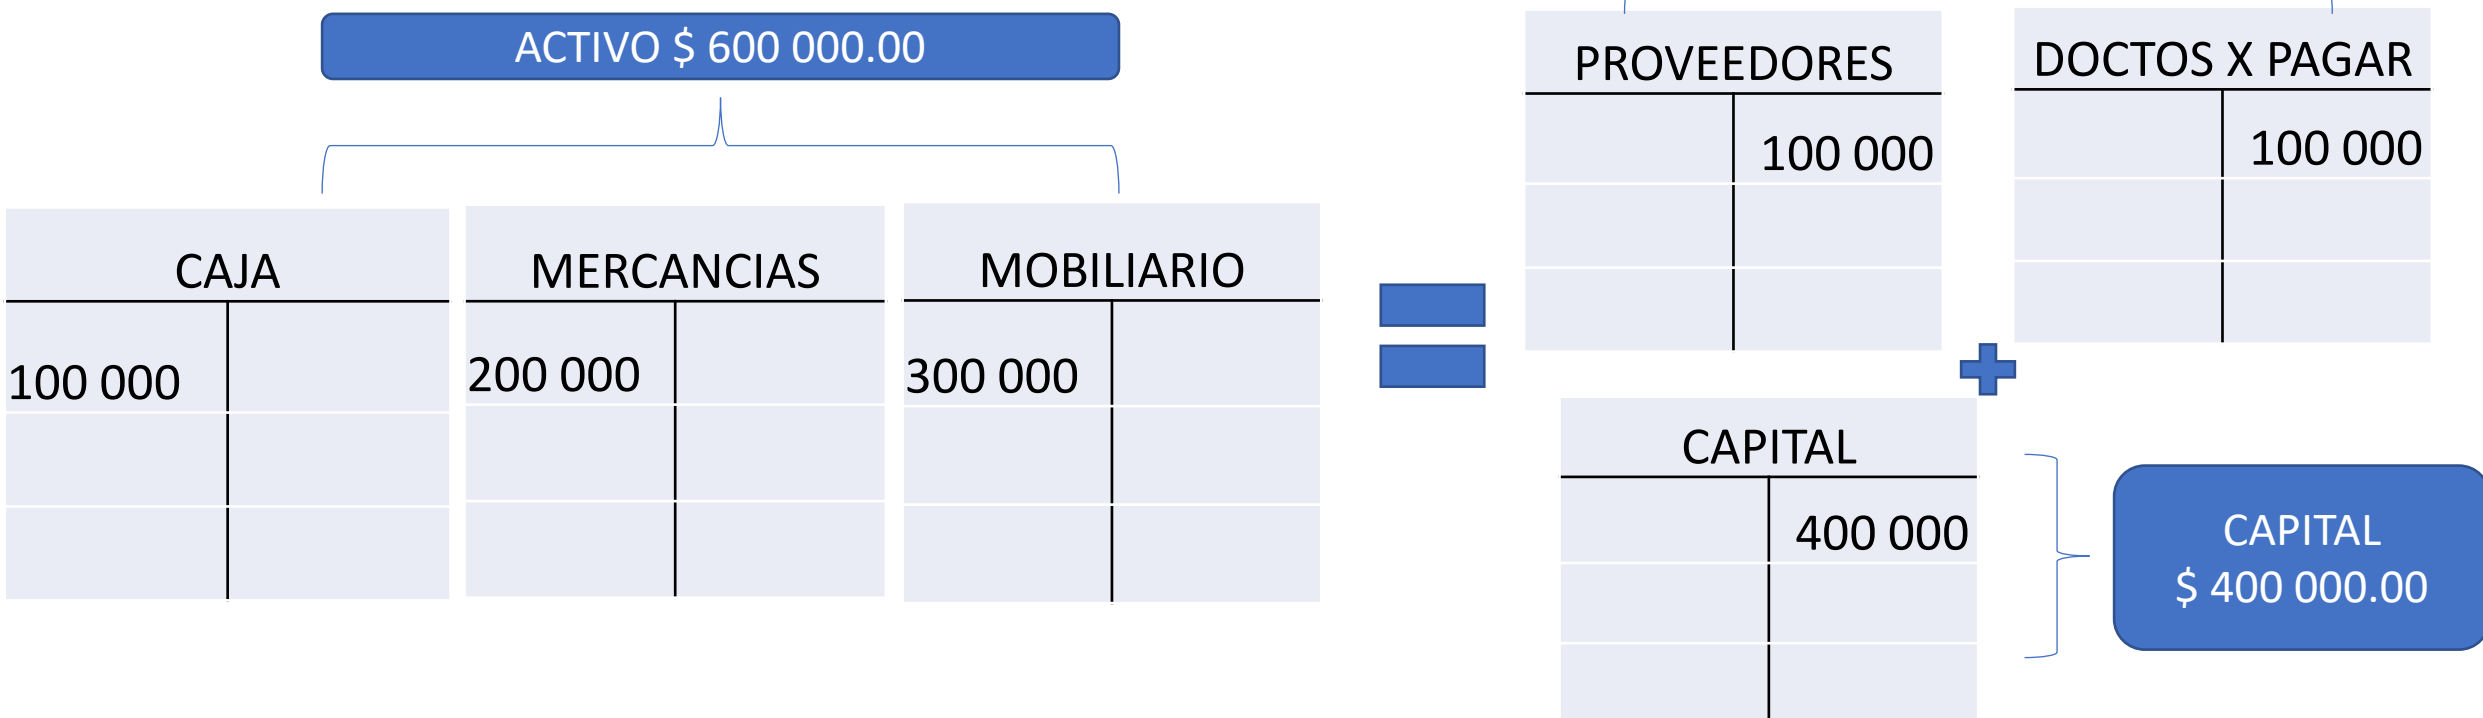 ACTIVO $ 600 000.00
CAJA
100 000
MERCANCIAS
200 000
MOBILIARIO
300 000
PROVEEDORES
100 000
DOCTOS X PAGAR
100 000
CAPITAL
400 000
CAPITAL
$ 400 000.00